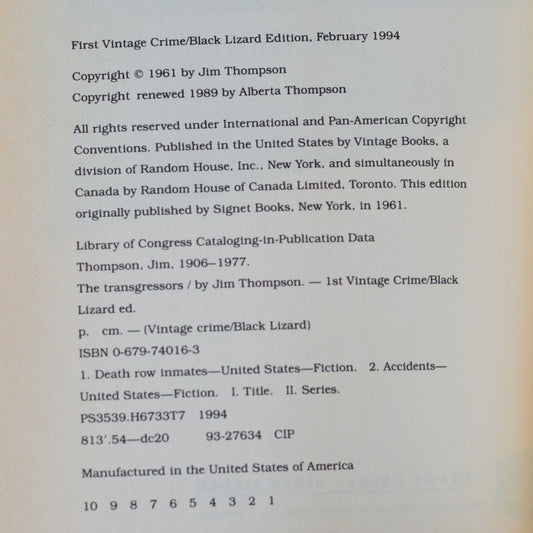 First Vintage Crime/Black Lizard Edition, February 1994
Copyright © 1961 by Jim Thompson
Copyright renewed 1989 by Alberta Thompson
All rights reserved under International and Pan-American Copyright
Conventions. Published in the United States by Vintage Books, a
division of Random House, Inc., New York, and simultaneously in
Canada by Random House of Canada Limited, Toronto. This edition
originally published by Signet Books, New York, in 1961.
Library of Congress Cataloging-in-Publication Data
Thompson, Jim, 1906–1977.
The transgressors / by Jim Thompson. — 1st Vintage Crime/Black
Lizard ed.
p. cm. — (Vintage crime/Black Lizard)
ISBN 0-679-74016-3
1. Death row inmates—United States—Fiction. 2. Accidents—
United States—Fiction. I. Title. II. Series.
PS3539.H6733T7 1994
813'.54—dc20 93-27634 CIP
Manufactured in the United States of America
10 9 8 7 6 5 4 3 2 1